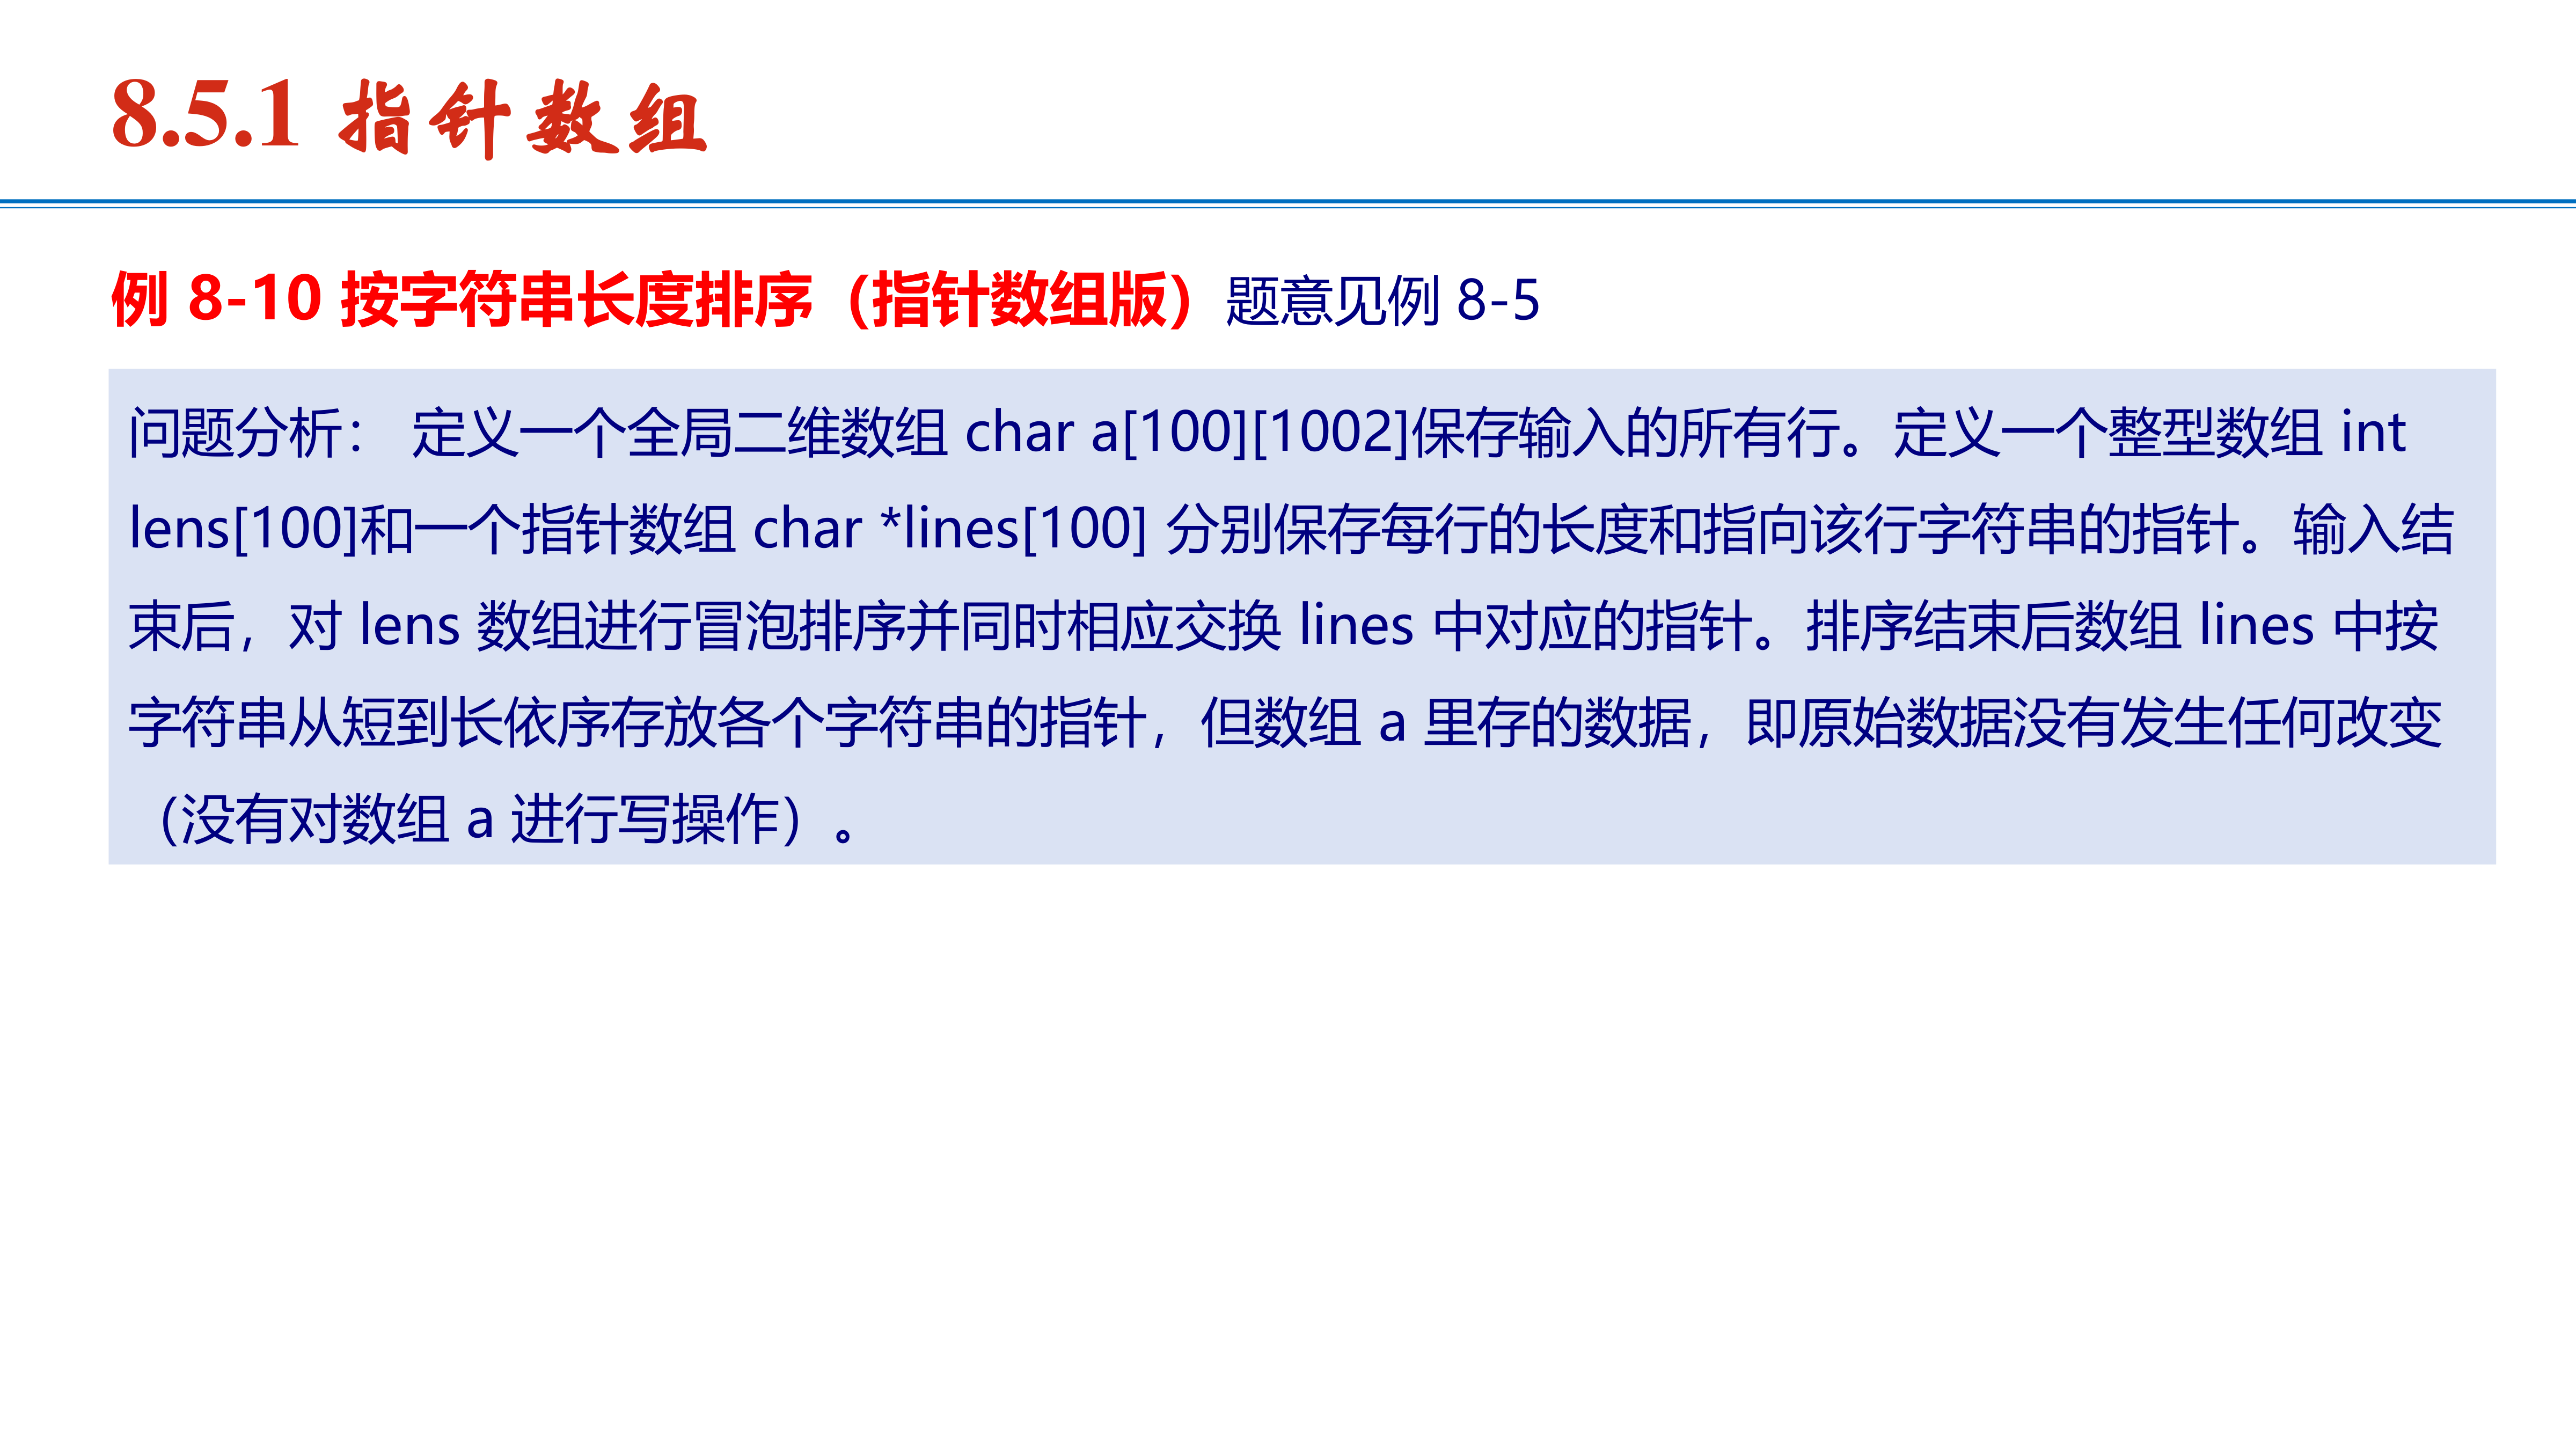 8.5.1 指针数组
例 8-10 按字符串长度排序（指针数组版）题意见例 8-5
问题分析： 定义一个全局二维数组 char a[100][1002]保存输入的所有行。定义一个整型数组 int
lens[100]和一个指针数组 char *lines[100] 分别保存每行的长度和指向该行字符串的指针。输入结
束后，对 lens 数组进行冒泡排序并同时相应交换 lines 中对应的指针。排序结束后数组 lines 中按
字符串从短到长依序存放各个字符串的指针，但数组 a 里存的数据，即原始数据没有发生任何改变
（没有对数组 a 进行写操作）。